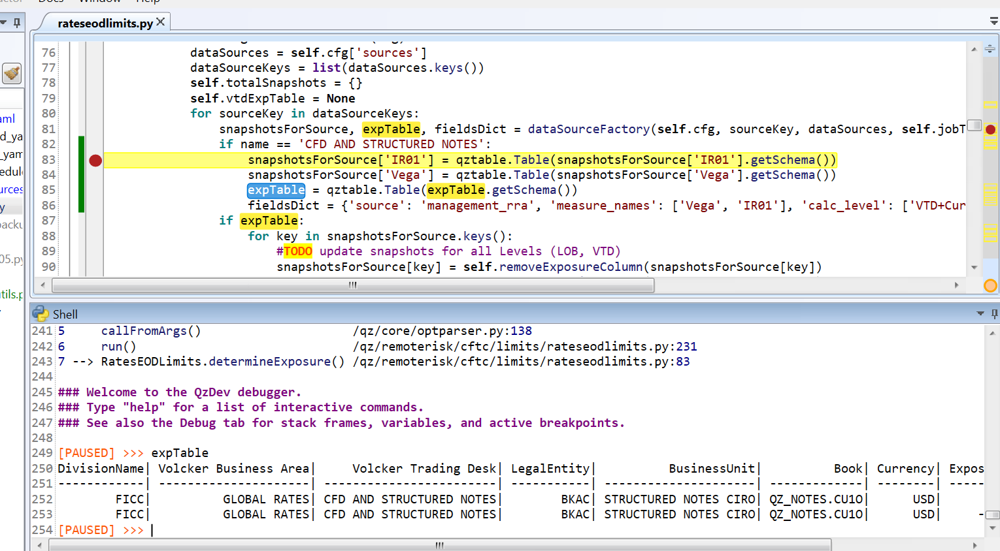 Docs Window Help
rateseodlimits.py
76 dataSources = self.cfg['sources']
77 dataSourceKeys = list(dataSources.keys())
78 self.totalSnapshots = {}
79 self.vtdExpTable = None
80 for sourceKey in dataSourceKeys:
81 snapshotsForSource, expTable, fieldsDict = dataSourceFactory(self.cfg, sourceKey, dataSources, self.jobT
82 if name == 'CFD AND STRUCTURED NOTES':
83 snapshotsForSource['IR01'] = qztable.Table(snapshotsForSource['IR01'].getSchema())
84 snapshotsForSource['Vega'] = qztable.Table(snapshotsForSource['Vega'].getSchema())
85 expTable = qztable.Table(expTable.getSchema())
86 fieldsDict = {'source': 'management_rra', 'measure_names': ['Vega', 'IR01'], 'calc_level': ['VTD+Cur
87 if expTable:
88 for key in snapshotsForSource.keys():
89 #TODO update snapshots for all Levels (LOB, VTD)
90 snapshotsForSource[key] = self.removeExposureColumn(snapshotsForSource[key])
aml
d_ya
_yam
edul
urces
y
backu
05.py
utils.p
Shell
241 5 callFromArgs() /qz/core/optparser.py:138
242 6 run() /qz/remoterisk/cftc/limits/rateseodlimits.py:231
243 7 --> RatesEODLimits.determineExposure() /qz/remoterisk/cftc/limits/rateseodlimits.py:83
244
245 ### Welcome to the QzDev debugger.
246 ### Type "help" for a list of interactive commands.
247 ### See also the Debug tab for stack frames, variables, and active breakpoints.
248
249 [PAUSED] >>> expTable
250 DivisionName| Volcker Business Area| Volcker Trading Desk| LegalEntity| BusinessUnit| Book| Currency| Expos
251 ------------| ---------------------| ------------------------| -----------| ---------------------| -------------| --------| -----
252 FICC| GLOBAL RATES| CFD AND STRUCTURED NOTES| BKAC| STRUCTURED NOTES CIRO| QZ_NOTES.CU1O| USD|
253 FICC| GLOBAL RATES| CFD AND STRUCTURED NOTES| BKAC| STRUCTURED NOTES CIRO| QZ_NOTES.CU1O| USD| -
254 [PAUSED] >>>